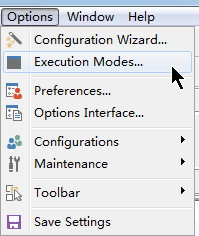 Options Window Help
Configuration Wizard...
Execution Modes...
Preferences...
Options Interface...
Configurations
Maintenance
Toolbar
Save Settings